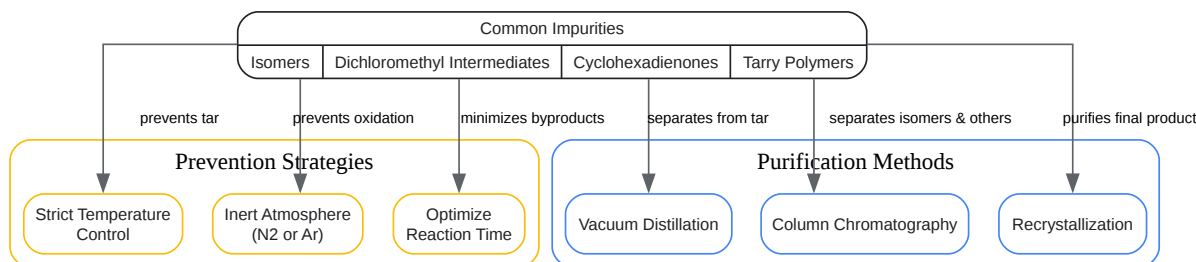 Common Impurities
Isomers
Dichloromethyl Intermediates
Cyclohexadienones
Tarry Polymers
prevents tar
prevents oxidation
minimizes byproducts
separates from tar
separates isomers & others
purifies final product
Prevention Strategies
Purification Methods
Strict Temperature
Control
Inert Atmosphere
(N2 or Ar)
Optimize
Reaction Time
Vacuum Distillation
Column Chromatography
Recrystallization